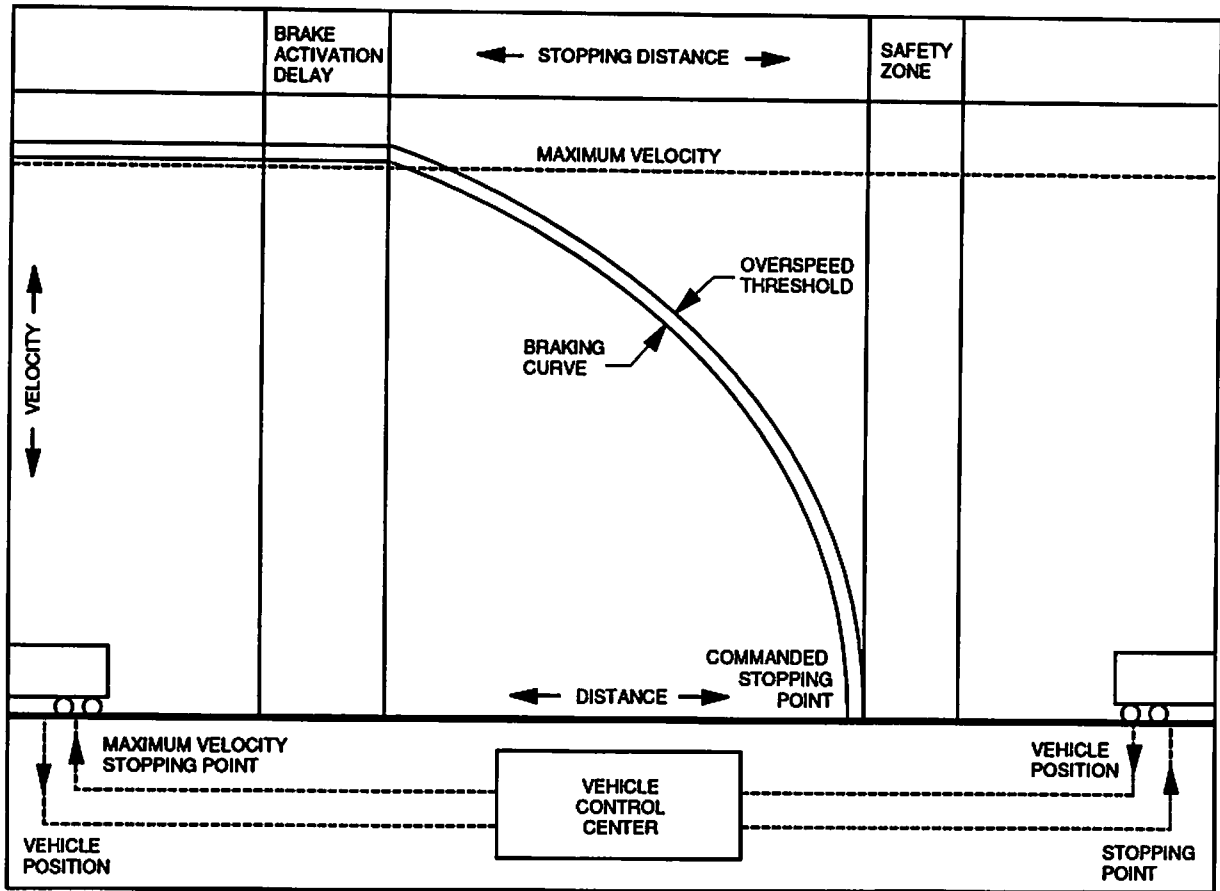 BRAKE
ACTIVATION
DELAY
STOPPING DISTANCE
SAFETY
ZONE
MAXIMUM VELOCITY
OVERSPEED
THRESHOLD
BRAKING
CURVE
VELOCITY
COMMANDED
STOPPING
POINT
DISTANCE
MAXIMUM VELOCITY
STOPPING POINT
VEHICLE
CONTROL
CENTER
VEHICLE
POSITION
VEHICLE
POSITION
STOPPING
POINT